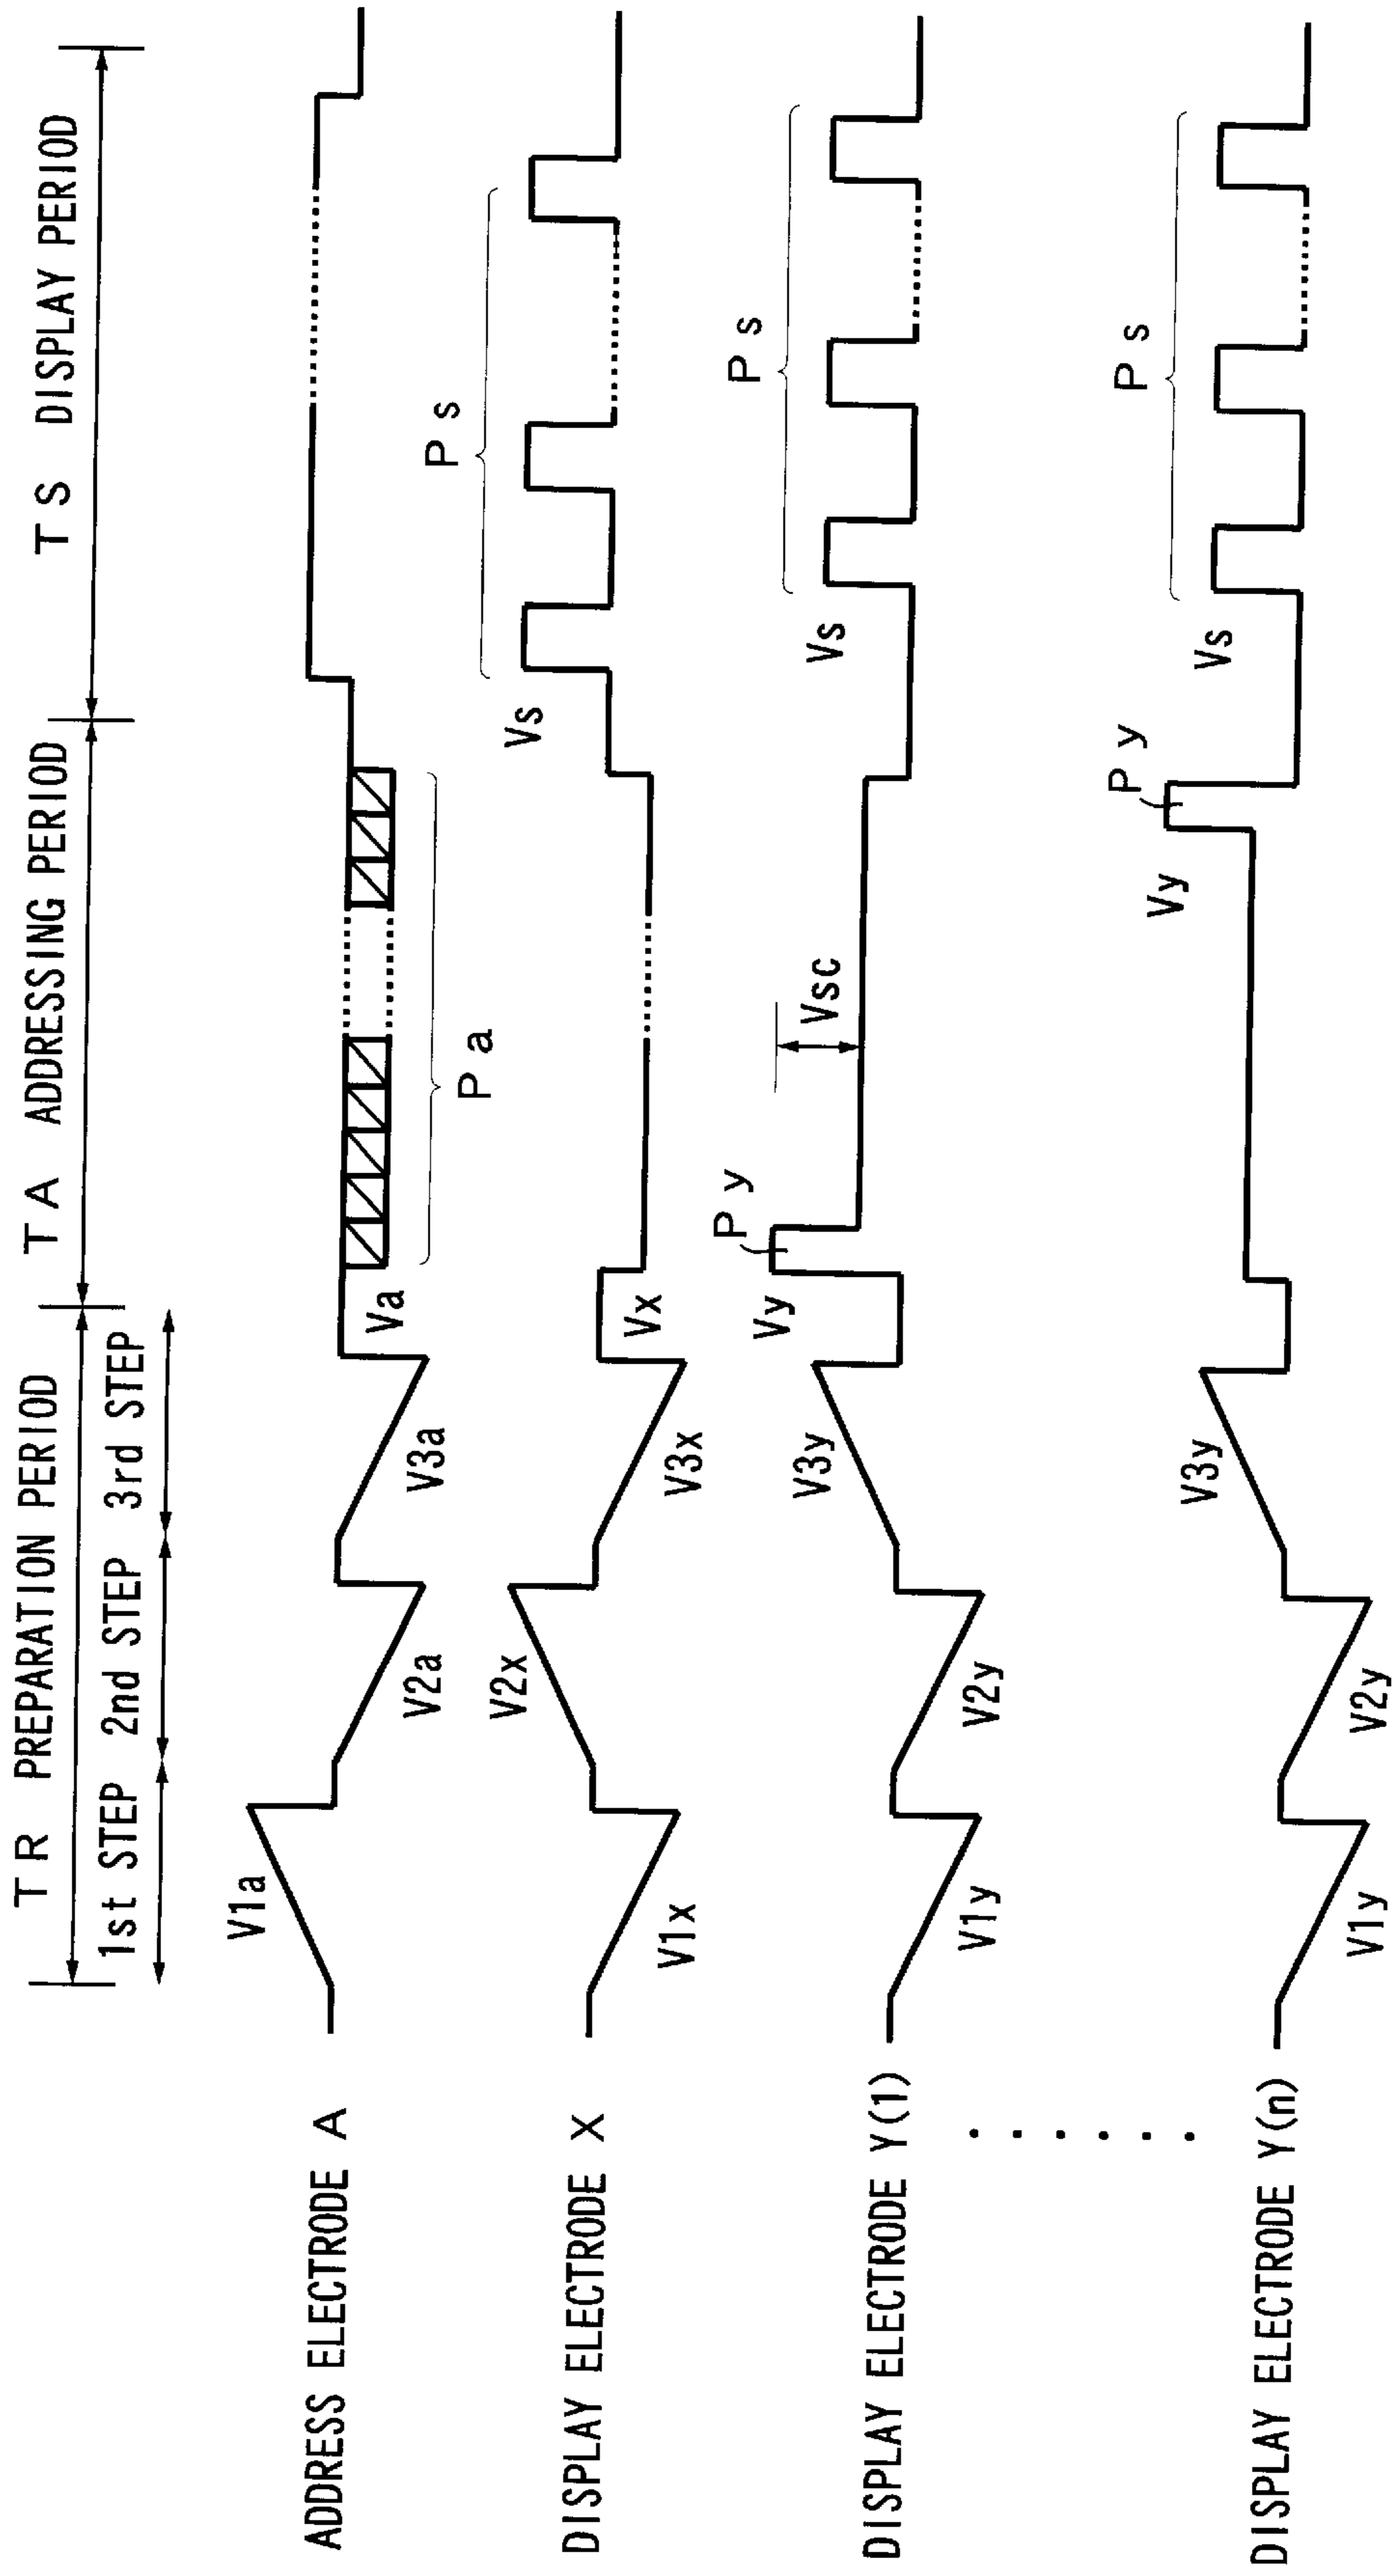 TR PREPARATION PERIOD
TA ADDRESSING PERIOD
TS DISPLAY PERIOD
1st STEP 2nd STEP 3rd STEP
ADDRESS ELECTRODE A
V1a
V2a
V3a
Va
Pa
DISPLAY ELECTRODE X
V1x
V2x
V3x
Vx
Vs
Ps
DISPLAY ELECTRODE Y(1)
V1y
V2y
V3y
Vy
Py
Vsc
Vs
Ps
DISPLAY ELECTRODE Y(n)
V1y
V2y
V3y
Vy
Py
Vs
Ps